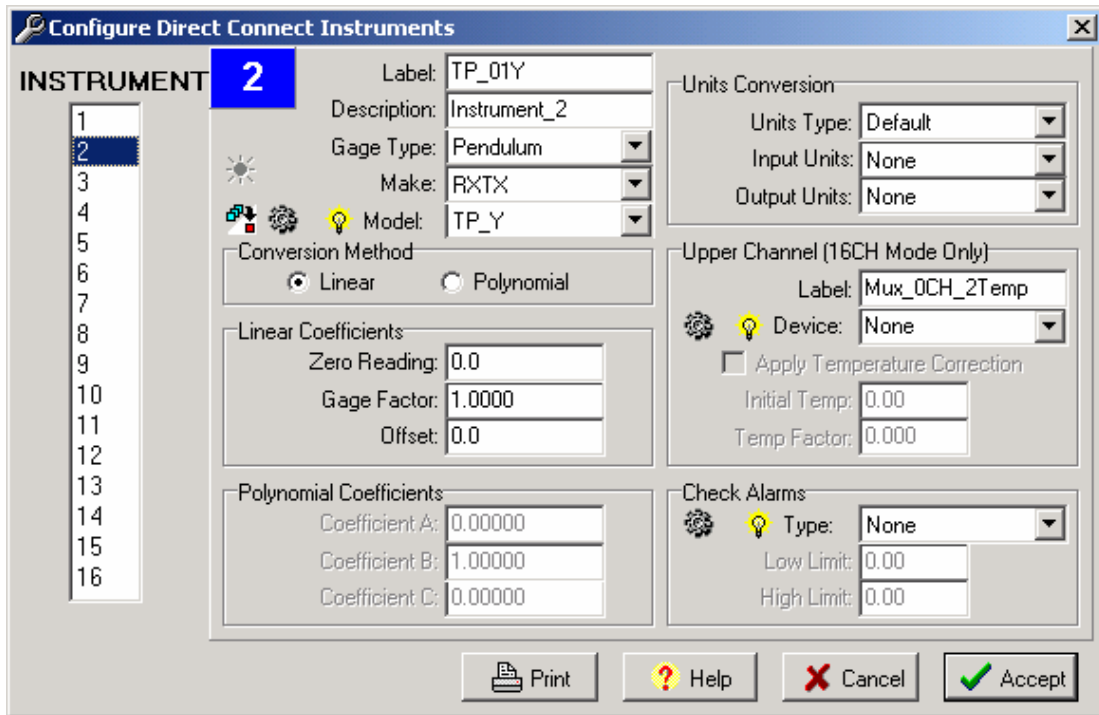 Configure Direct Connect Instruments
INSTRUMENT
1
2
3
4
5
6
7
8
9
10
11
12
13
14
15
16
2
Label: TP_01Y
Description: Instrument_2
Gage Type: Pendulum
Make: RXTX
Model: TP_Y
Conversion Method
Linear Polynomial
Linear Coefficients
Zero Reading: 0.0
Gage Factor: 1.0000
Offset: 0.0
Polynomial Coefficients
Coefficient A: 0.00000
Coefficient B: 1.00000
Coefficient C: 0.00000
Units Conversion
Units Type: Default
Input Units: None
Output Units: None
Upper Channel (16CH Mode Only)
Label: Mux_0CH_2Temp
Device: None
Apply Temperature Correction
Initial Temp: 0.00
Temp Factor: 0.000
Check Alarms
Type: None
Low Limit: 0.00
High Limit: 0.00
Print
? Help
Cancel
Accept